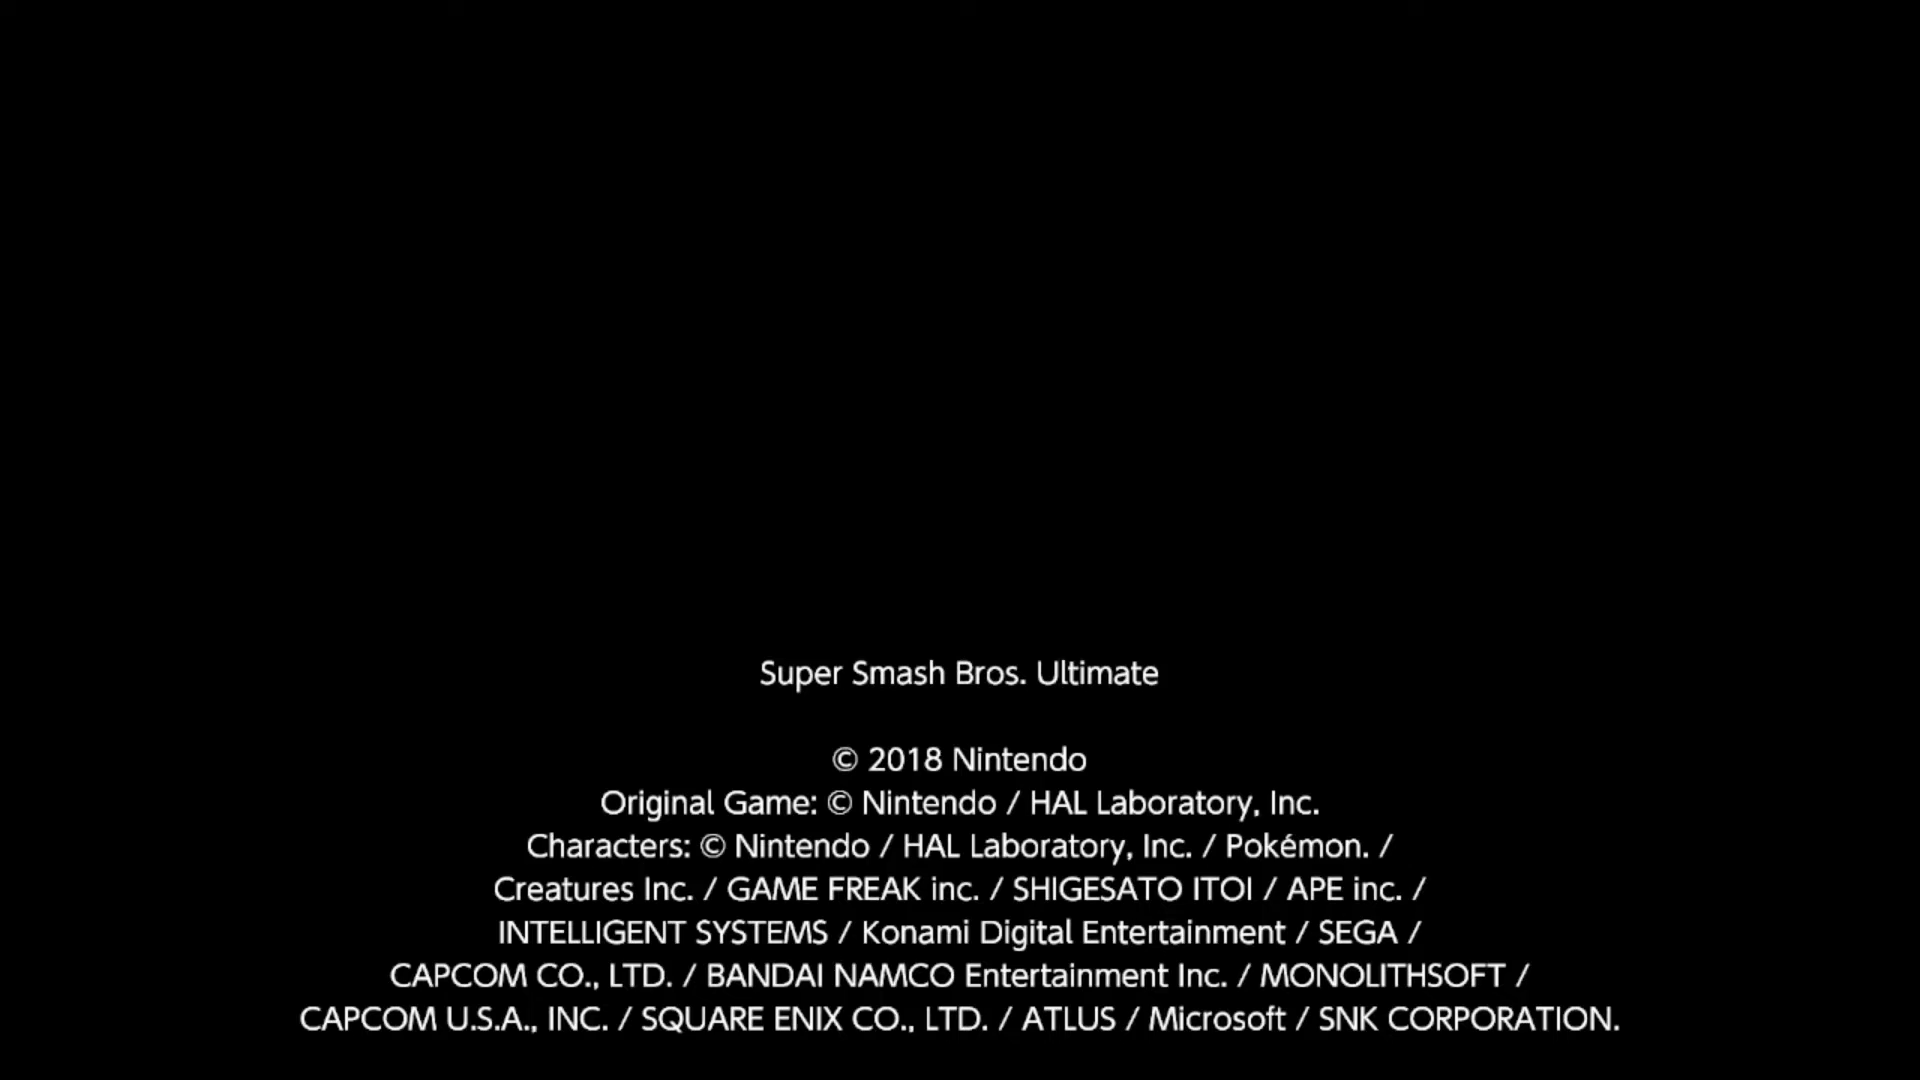 Super Smash Bros. Ultimate
© 2018 Nintendo
Original Game: © Nintendo / HAL Laboratory, Inc.
Characters: © Nintendo / HAL Laboratory, Inc. / Pokémon. /
Creatures Inc. / GAME FREAK inc. / SHIGESATO ITOI / APE inc. /
INTELLIGENT SYSTEMS / Konami Digital Entertainment / SEGA /
CAPCOM CO., LTD. / BANDAI NAMCO Entertainment Inc. / MONOLITHSOFT /
CAPCOM U.S.A., INC. / SQUARE ENIX CO., LTD. / ATLUS / Microsoft / SNK CORPORATION.